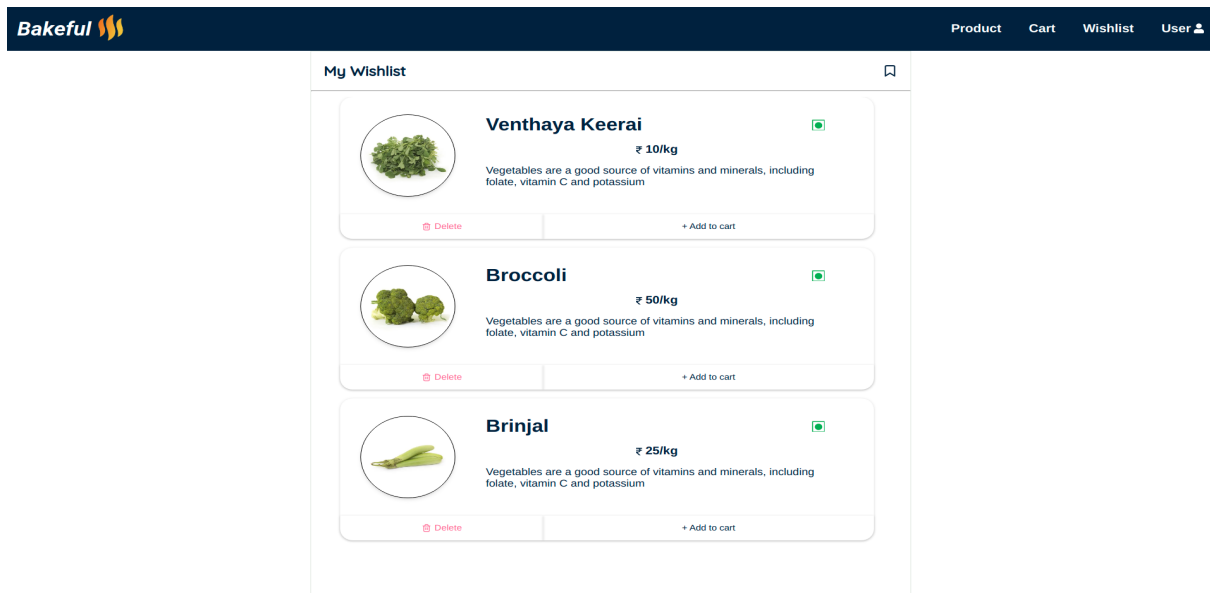 Bakeful
Product Cart Wishlist User
My Wishlist
Venthaya Keerai
₹ 10/kg
Vegetables are a good source of vitamins and minerals, including
folate, vitamin C and potassium
Delete
+ Add to cart
Broccoli
₹ 50/kg
Vegetables are a good source of vitamins and minerals, including
folate, vitamin C and potassium
Delete
+ Add to cart
Brinjal
₹ 25/kg
Vegetables are a good source of vitamins and minerals, including
folate, vitamin C and potassium
Delete
+ Add to cart